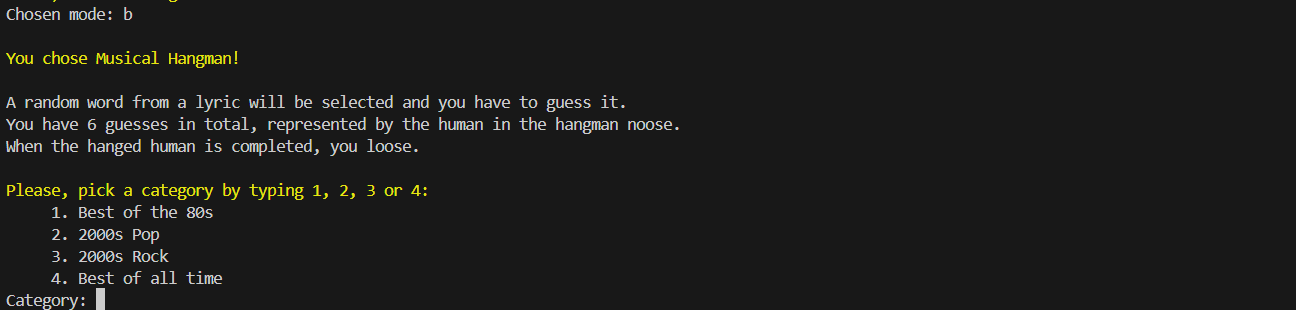 Chosen mode: b
You chose Musical Hangman!
A random word from a lyric will be selected and you have to guess it.
You have 6 guesses in total, represented by the human in the hangman noose.
When the hanged human is completed, you loose.
Please, pick a category by typing 1, 2, 3 or 4:
1. Best of the 80s
2. 2000s Pop
3. 2000s Rock
4. Best of all time
Category: